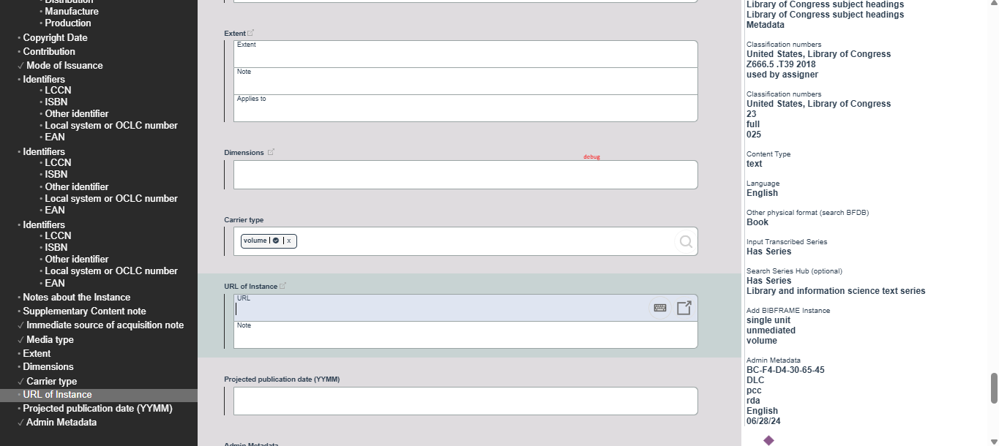 Distribution
Manufacture
Production
Copyright Date
Contribution
✓ Mode of Issuance
Identifiers
LCCN
ISBN
Other identifier
Local system or OCLC number
EAN
Identifiers
LCCN
ISBN
Other identifier
Local system or OCLC number
EAN
Identifiers
LCCN
ISBN
Other identifier
Local system or OCLC number
EAN
Notes about the Instance
Supplementary Content note
✓ Immediate source of acquisition note
✓ Media type
Extent
Dimensions
✓ Carrier type
URL of Instance
Projected publication date (YYMM)
✓ Admin Metadata
Extent
Extent
Note
Applies to
Dimensions
debug
Carrier type
volume | | x
URL of Instance
URL
Note
Projected publication date (YYMM)
Admin Metadata
Library of Congress subject headings
Library of Congress subject headings
Metadata
Classification numbers
United States, Library of Congress
Z666.5 .T39 2018
used by assigner
Classification numbers
United States, Library of Congress
23
full
025
Content Type
text
Language
English
Other physical format (search BFDB)
Book
Input Transcribed Series
Has Series
Search Series Hub (optional)
Has Series
Library and information science text series
Add BIBFRAME Instance
single unit
unmediated
volume
Admin Metadata
BC-F4-D4-30-65-45
DLC
pcc
rda
English
06/28/24